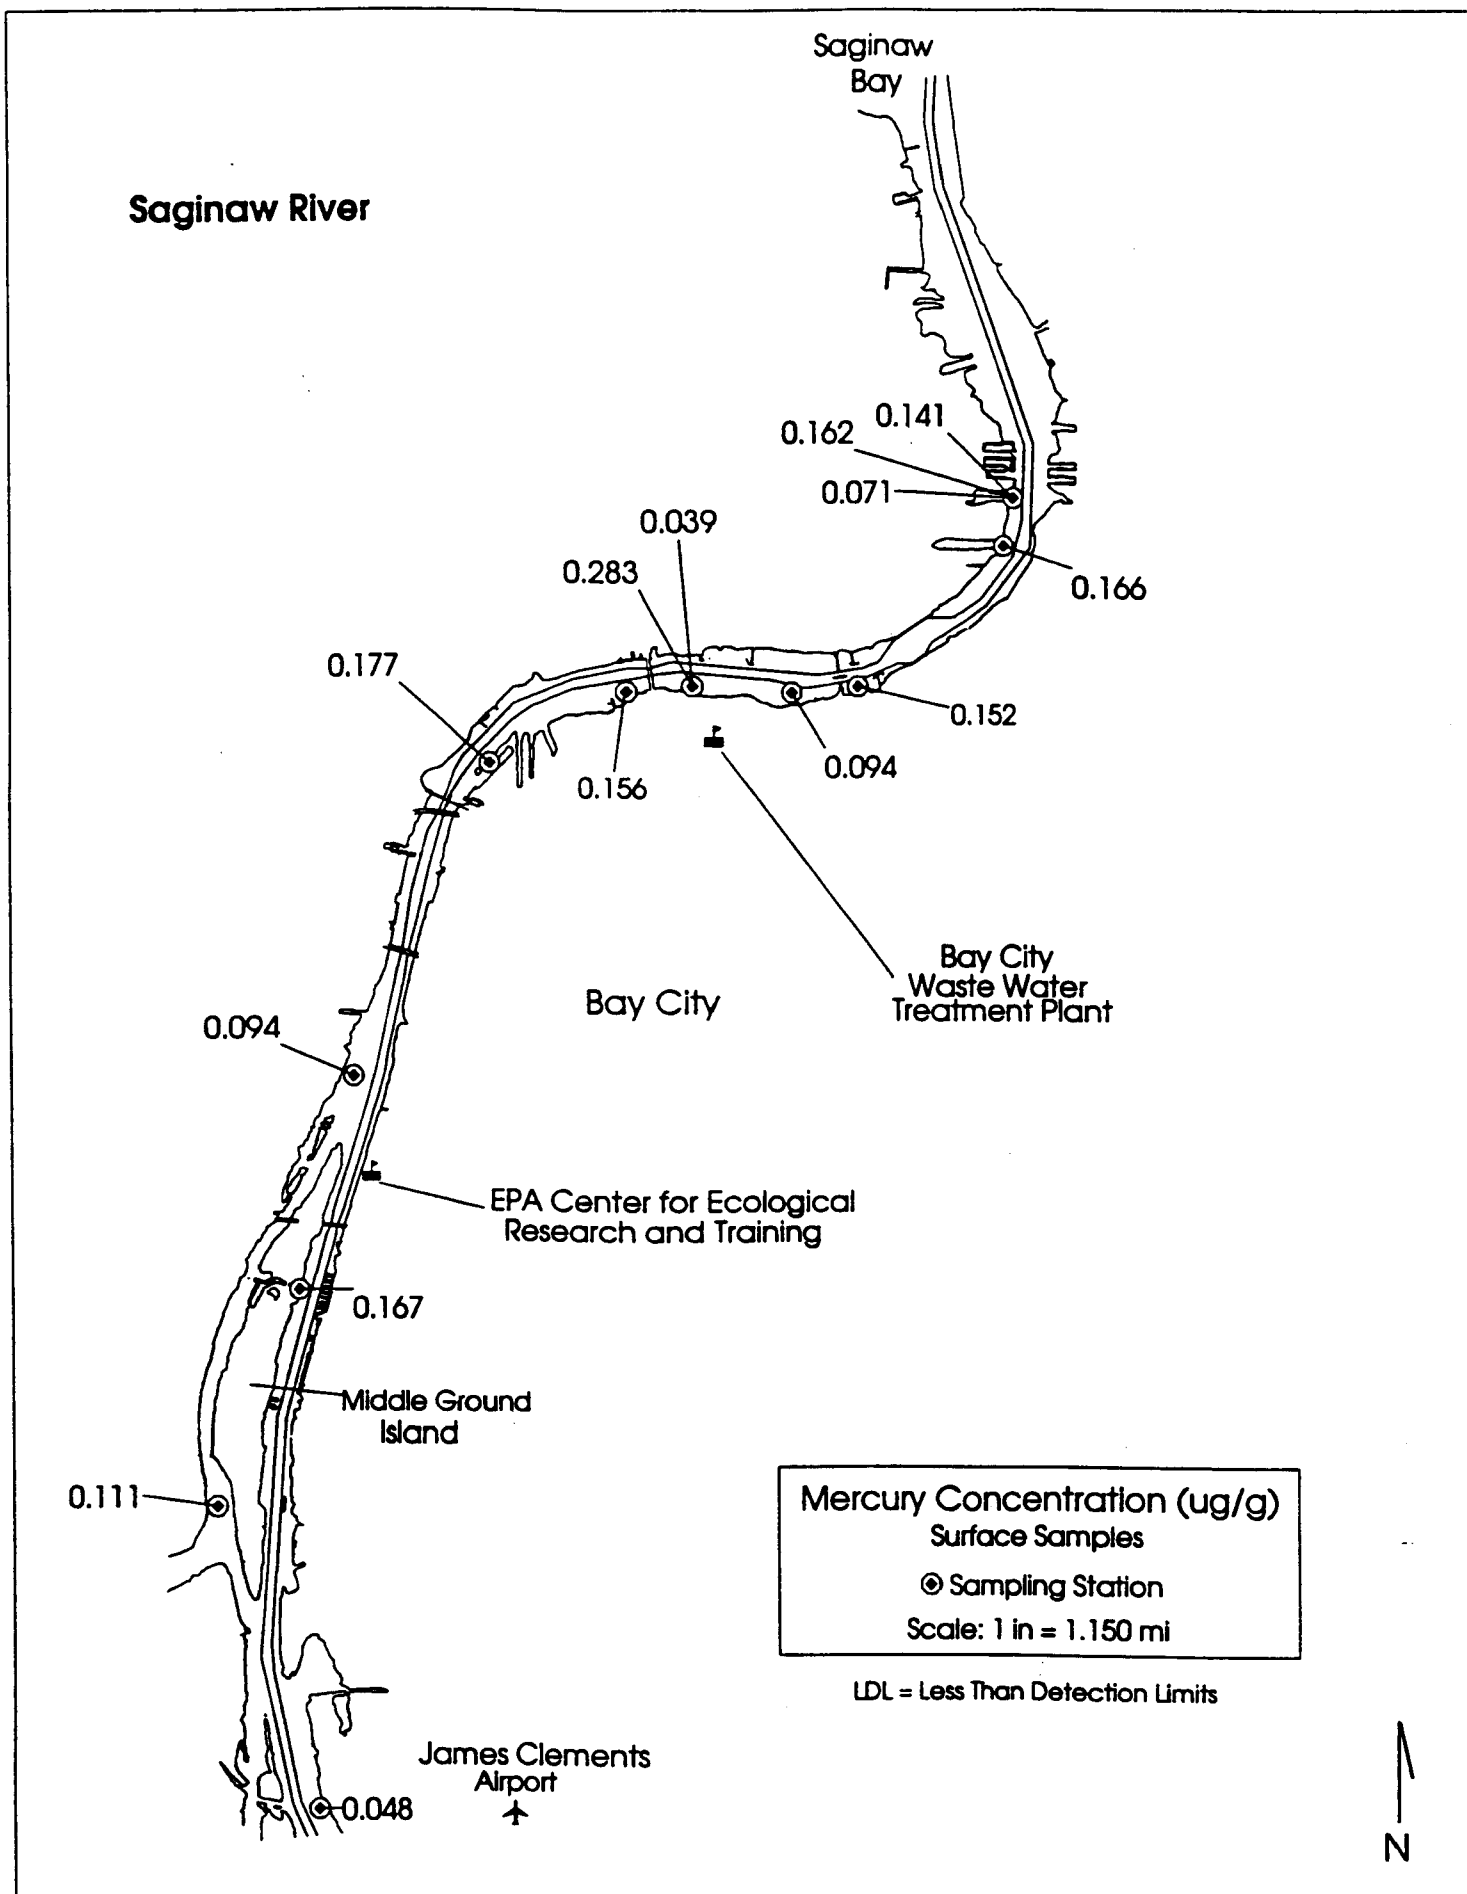 Saginaw
Bay
Saginaw River
0.141
0.162
0.071
0.039
0.283
0.166
0.177
0.152
0.094
0.156
Bay City
Waste Water
Treatment Plant
Bay City
0.094
EPA Center for Ecological
Research and Training
0.167
Middle Ground
Island
0.111
Mercury Concentration (ug/g)
Surface Samples
Sampling Station
Scale: 1 in = 1.150 mi
LDL = Less Than Detection Limits
James Clements
Airport
0.048
N